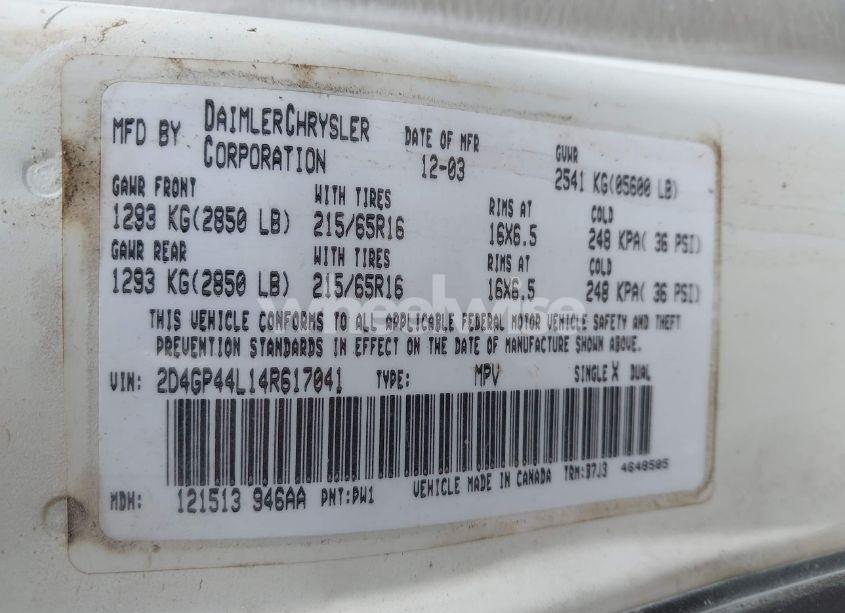 MFD BY DAIMLERCHRYSLER CORPORATION DATE OF MFR 12-03 GVWR 2541 KG(05600 LB)
GAWR FRONT WITH TIRES RIMS AT COLD
1293 KG(2850 LB) 215/65R16 16X6.5 248 KPA( 36 PSI)
GAWR REAR WITH TIRES RIMS AT COLD
1293 KG(2850 LB) 215/65R16 16X6.5 248 KPA( 36 PSI)
wheelwise
THIS VEHICLE CONFORMS TO ALL APPLICABLE FEDERAL MOTOR VEHICLE SAFETY AND THEFT
PREVENTION STANDARDS IN EFFECT ON THE DATE OF MANUFACTURE SHOWN ABOVE.
VIN: 2D4GP44L14R617041 TYPE: MPV SINGLE X DUAL
MDH: 121513 946AA PNT:PW1 VEHICLE MADE IN CANADA TRM:B7J3 4648505